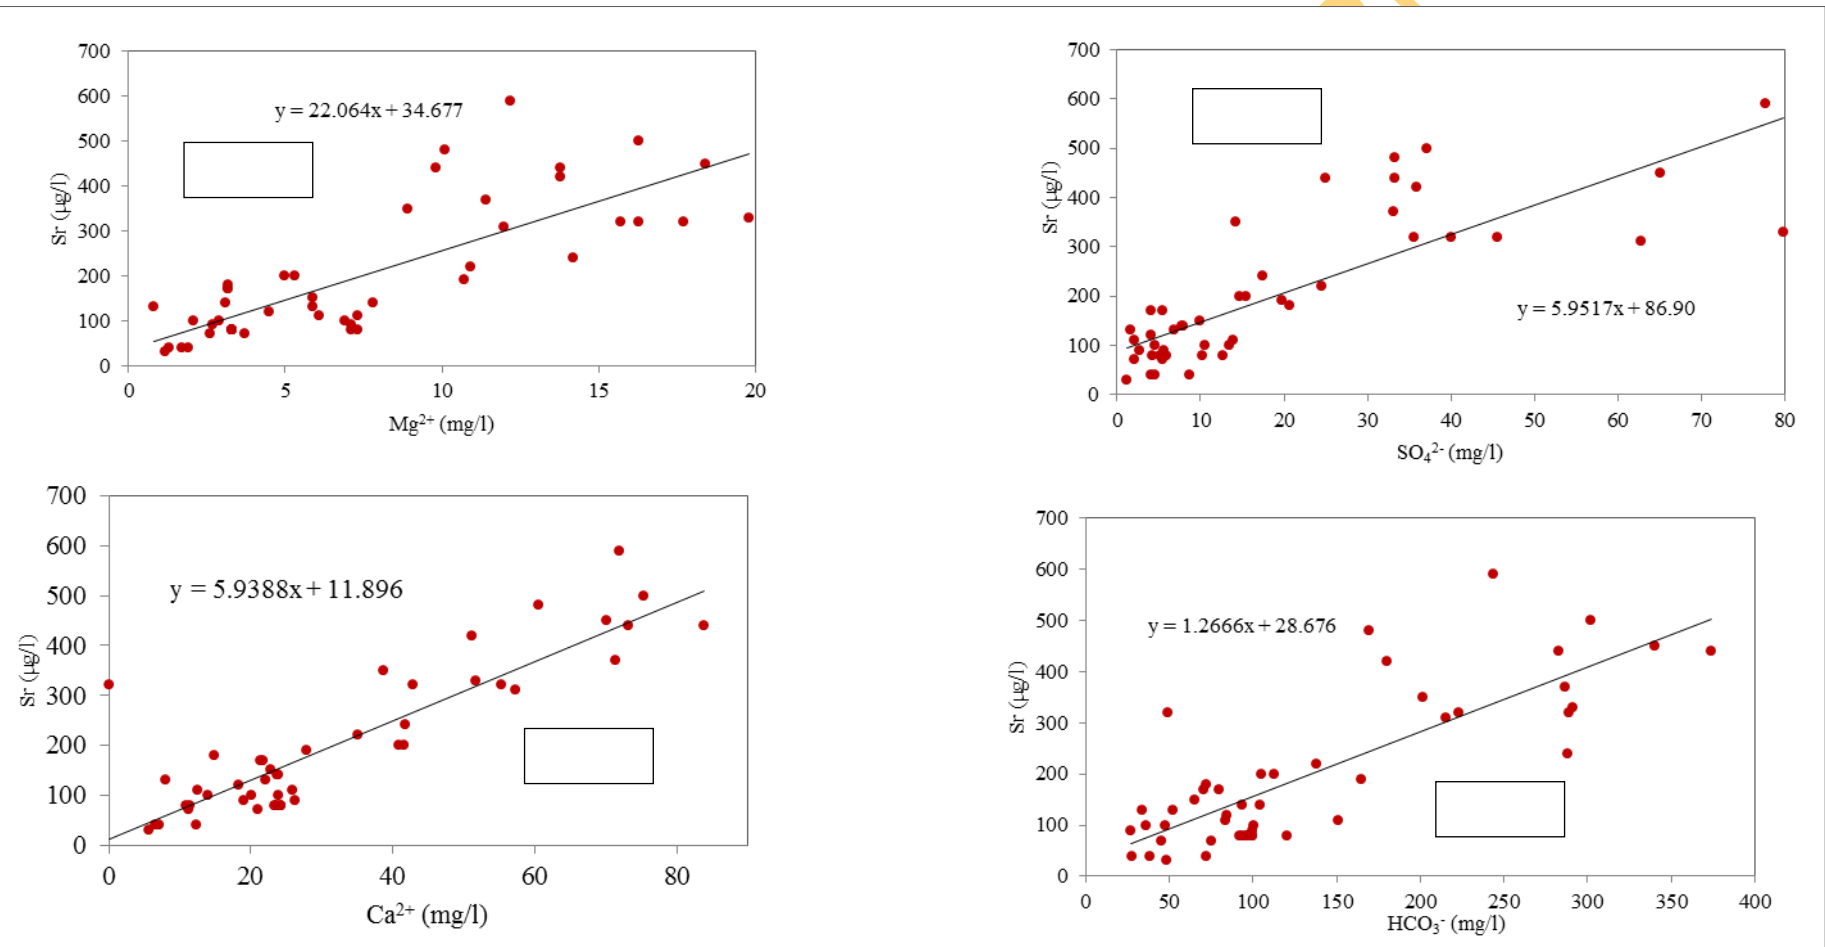 700
600
500
400
300
200
100
0
Sr (µg/l)
y = 22.064x + 34.677
0 5 10 15 20
Mg²⁺ (mg/l)
700
600
500
400
300
200
100
0
Sr (µg/l)
y = 5.9517x + 86.90
0 10 20 30 40 50 60 70 80
SO₄²⁻ (mg/l)
700
600
500
400
300
200
100
0
Sr (µg/l)
y = 5.9388x + 11.896
0 20 40 60 80
Ca²⁺ (mg/l)
700
600
500
400
300
200
100
0
Sr (µg/l)
y = 1.2666x + 28.676
0 50 100 150 200 250 300 350 400
HCO₃⁻ (mg/l)